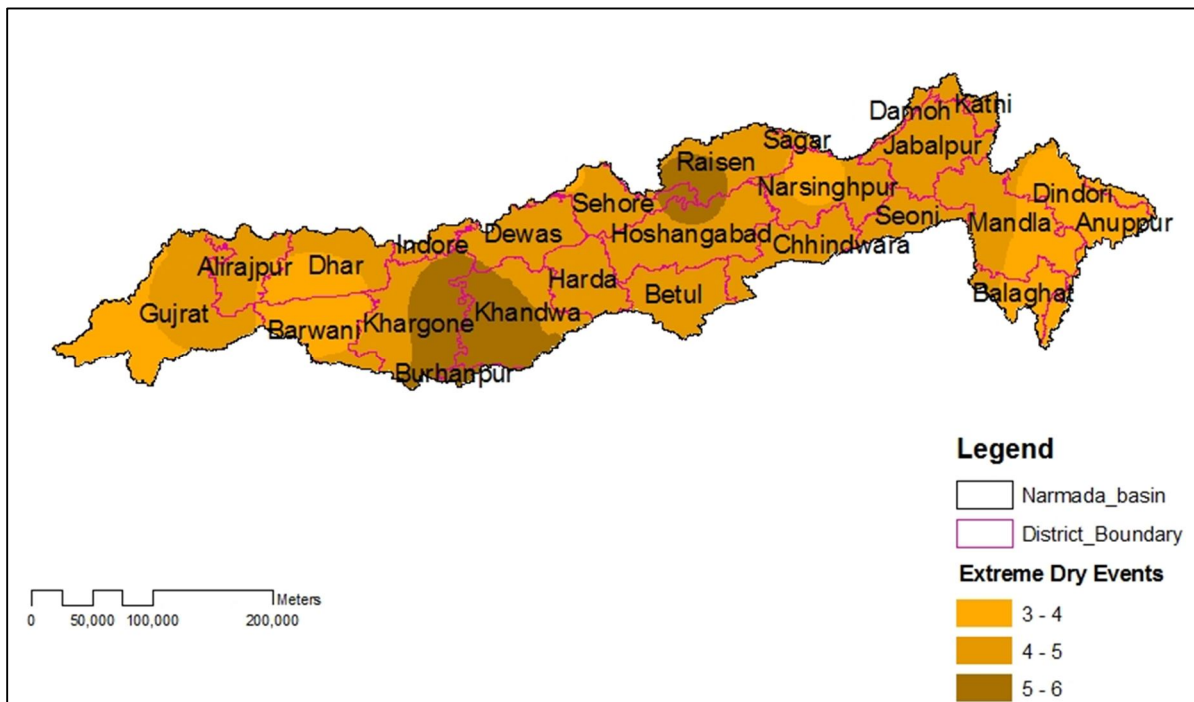 Damoh
Katni
Sagar
Jabalpur
Raisen
Narsinghpur
Dindori
Sehore
Seoni
Mandla
Anuppur
Indore
Dewas
Hoshangabad
Chhindwara
Alirajpur
Dhar
Harda
Betul
Balaghat
Gujrat
Barwani
Khargone
Khandwa
Burhanpur
Legend
Narmada_basin
District_Boundary
Extreme Dry Events
3 - 4
4 - 5
5 - 6
Meters
0 50,000 100,000 200,000